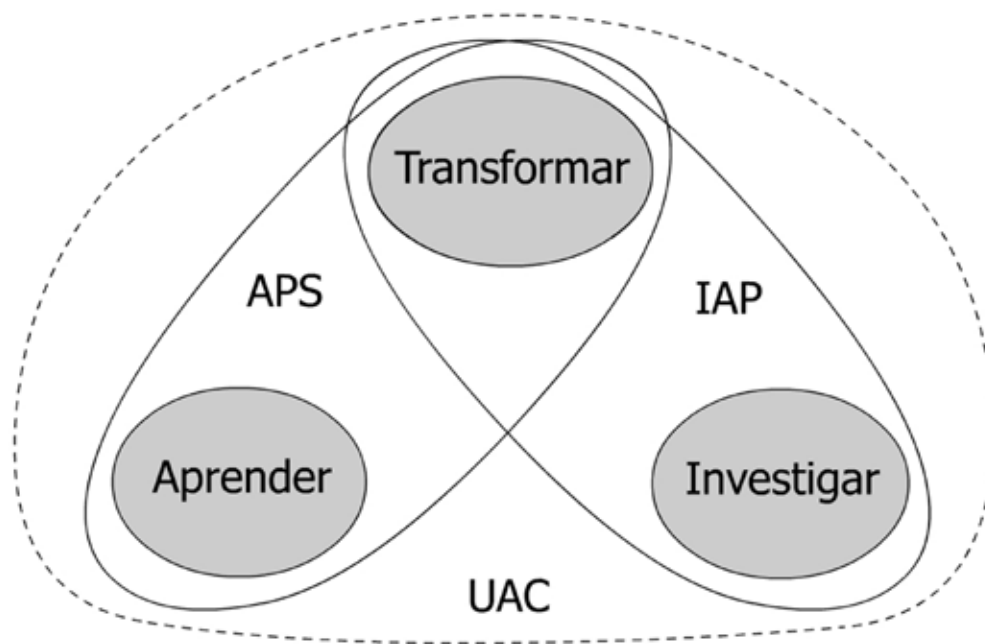 Transformar
APS
IAP
Aprender
Investigar
UAC